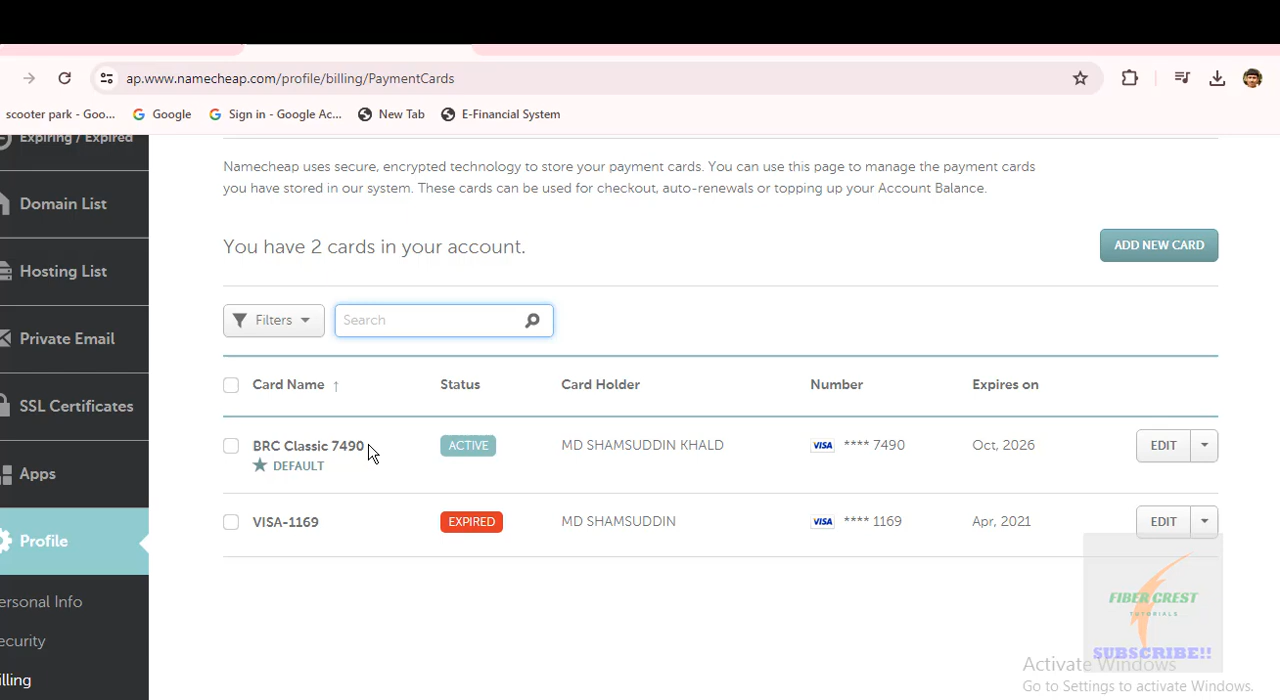 ap.www.namecheap.com/profile/billing/PaymentCards
scooter park - Goo...
Google
Sign in - Google Ac...
New Tab
E-Financial System
Expiring / Expired
Domain List
Hosting List
Private Email
SSL Certificates
Apps
Profile
ersonal Info
ecurity
illing
Namecheap uses secure, encrypted technology to store your payment cards. You can use this page to manage the payment cards
you have stored in our system. These cards can be used for checkout, auto-renewals or topping up your Account Balance.
You have 2 cards in your account.
ADD NEW CARD
Filters
Search
Card Name ↑ Status Card Holder Number Expires on
BRC Classic 7490 ACTIVE MD SHAMSUDDIN KHALD VISA **** 7490 Oct, 2026 EDIT
★ DEFAULT
VISA-1169 EXPIRED MD SHAMSUDDIN VISA **** 1169 Apr, 2021 EDIT
FIBER CREST
TUTORIALS
SUBSCRIBE!!
Activate Windows
Go to Settings to activate Windows.